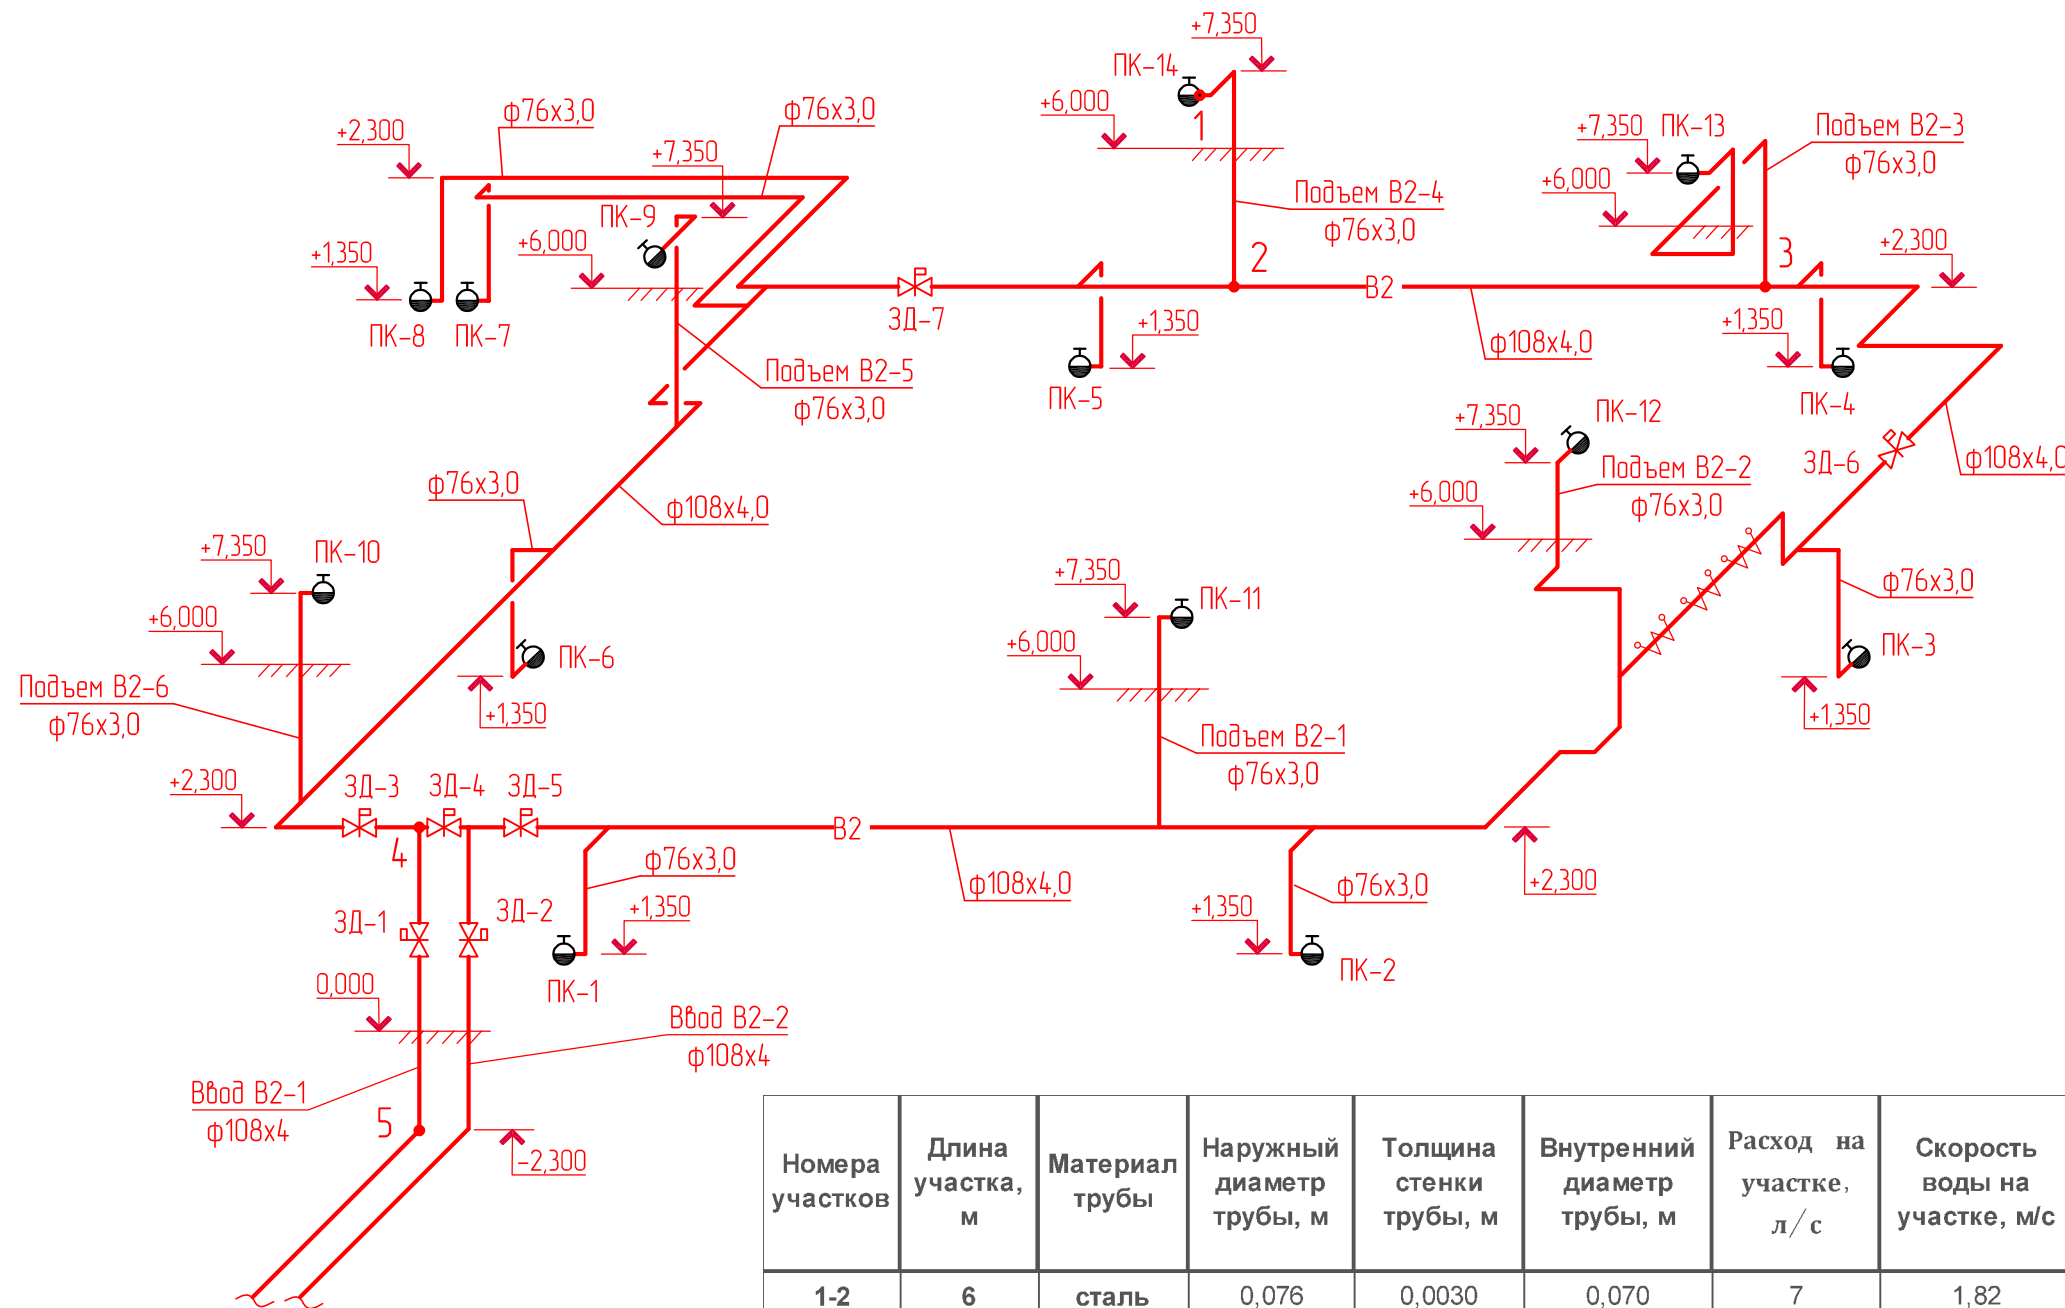 +7,350
ПК-14
+2,300
ф76х3,0
ф76х3,0
+6,000
1
+7,350
ПК-13
Подъем В2-3
ф76х3,0
+7,350
ПК-9
+6,000
Подъем В2-4
ф76х3,0
+6,000
+1,350
2
3
+2,300
ПК-8
ПК-7
ЗД-7
В2
+1,350
+1,350
ф108х4,0
Подъем В2-5
ф76х3,0
ПК-5
ПК-4
+7,350
ПК-12
ЗД-6
ф108х4,0
Подъем В2-2
ф76х3,0
ф76х3,0
ф108х4,0
+6,000
+7,350
ПК-10
+7,350
ПК-11
ф76х3,0
+6,000
+6,000
ПК-6
ПК-3
Подъем В2-6
ф76х3,0
+1,350
+1,350
Подъем В2-1
ф76х3,0
+2,300
ЗД-3
ЗД-4
ЗД-5
В2
4
ф76х3,0
ф108х4,0
ф76х3,0
+2,300
ЗД-1
ЗД-2
+1,350
+1,350
ПК-1
ПК-2
0,000
Ввод В2-2
ф108х4
Ввод В2-1
ф108х4
5
-2,300
Номера участков
Длина участка, м
Материал трубы
Наружный диаметр трубы, м
Толщина стенки трубы, м
Внутренний диаметр трубы, м
Расход на участке, л/с
Скорость воды на участке, м/с
1-2 6 сталь 0,076 0,0030 0,070 7 1,82